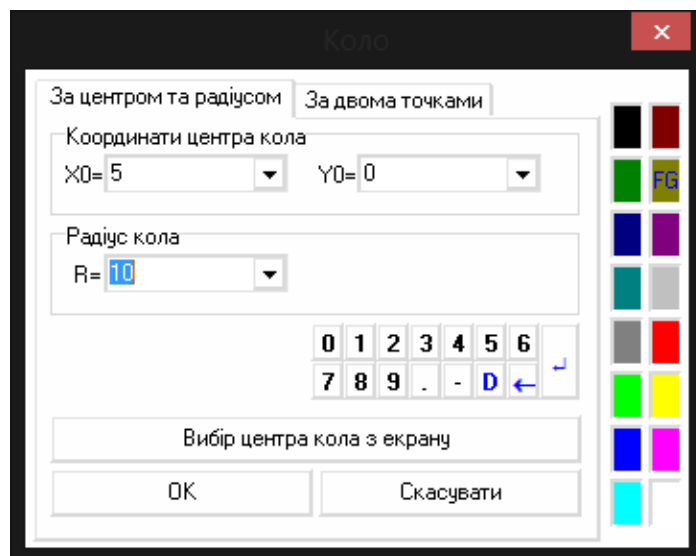 Коло
За центром та радіусом За двома точками
Координати центра кола
X0= 5 Y0= 0
Радіус кола
R= 10
FG
0 1 2 3 4 5 6
7 8 9 . - D ←
Вибір центра кола з екрану
OK Скасувати